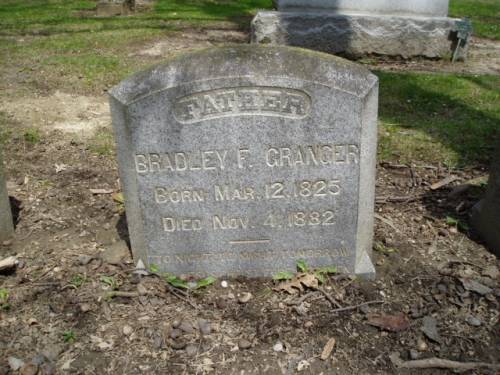 FATHER
BRADLEY F. GRANGER
BORN MAR. 12. 1825
DIED NOV. 4. 1882